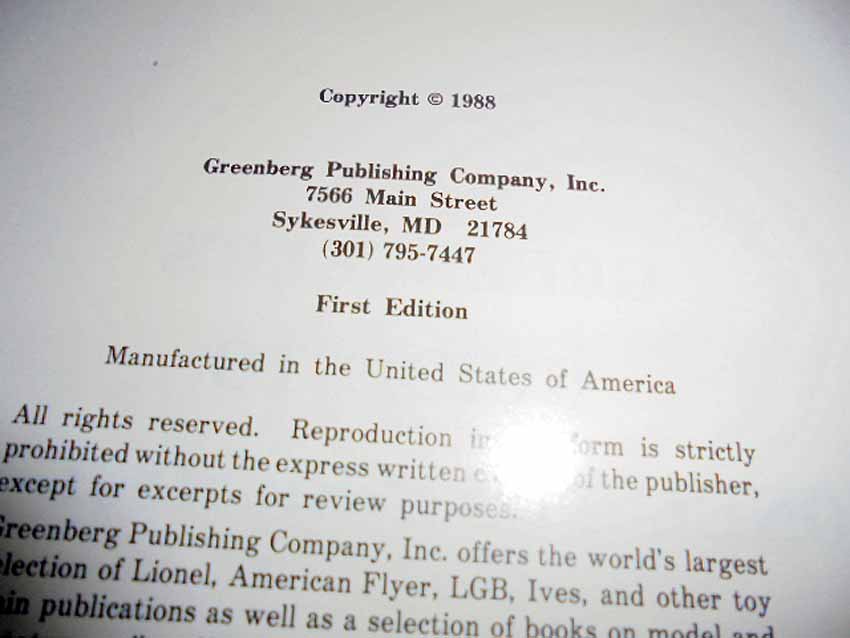 Copyright © 1988
Greenberg Publishing Company, Inc.
7566 Main Street
Sykesville, MD 21784
(301) 795-7447
First Edition
Manufactured in the United States of America
All rights reserved. Reproduction form is strictly
prohibited without the express written of the publisher,
except for excerpts for review purposes.
Greenberg Publishing Company, Inc. offers the world's largest
of Lionel, American Flyer, LGB, Ives, and other toy
publications as well as a selection of books on model and